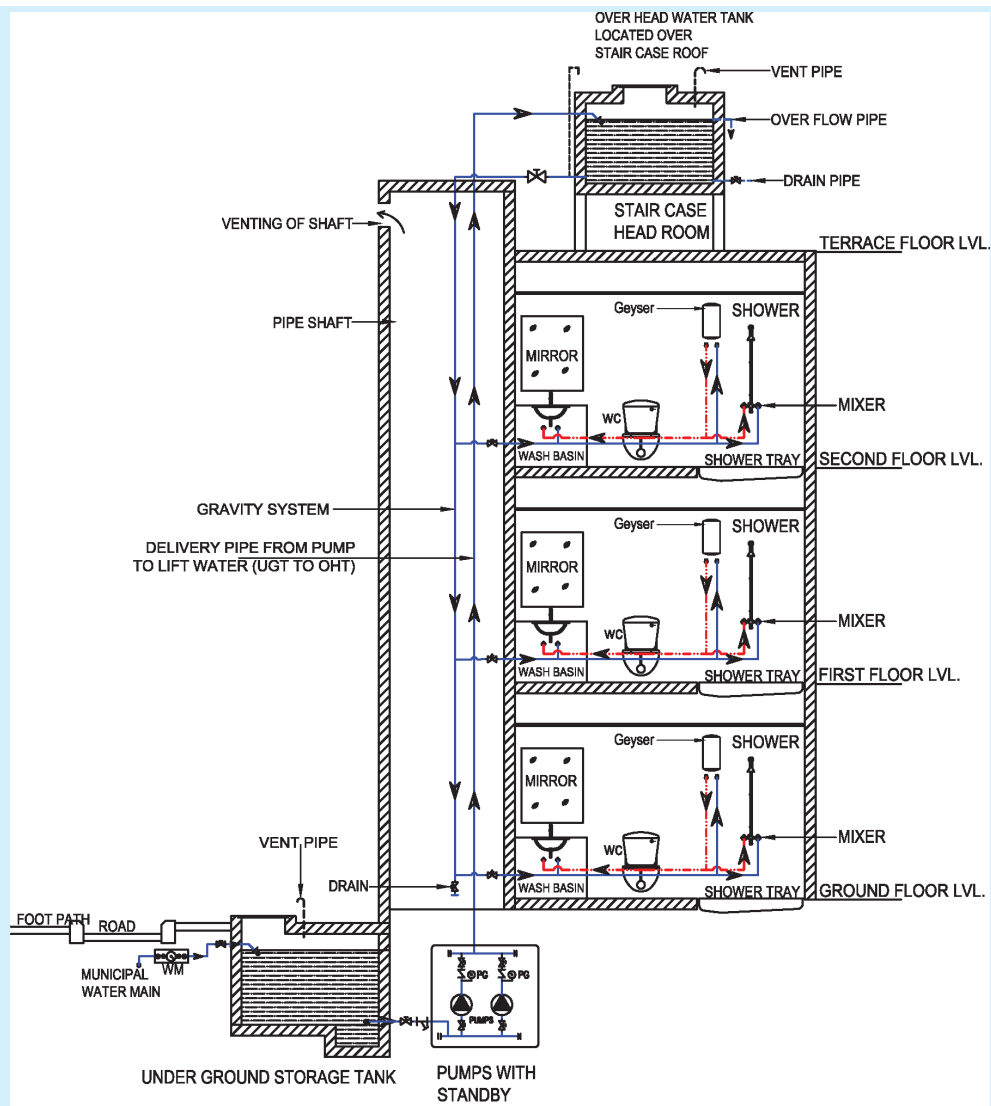 OVER HEAD WATER TANK
LOCATED OVER
STAIR CASE ROOF
VENT PIPE
OVER FLOW PIPE
DRAIN PIPE
STAIR CASE
HEAD ROOM
VENTING OF SHAFT
TERRACE FLOOR LVL.
PIPE SHAFT
Geyser
SHOWER
MIRROR
MIXER
WC
WASH BASIN
SHOWER TRAY
SECOND FLOOR LVL.
GRAVITY SYSTEM
DELIVERY PIPE FROM PUMP
TO LIFT WATER (UGT TO OHT)
Geyser
SHOWER
MIRROR
MIXER
WC
WASH BASIN
SHOWER TRAY
FIRST FLOOR LVL.
Geyser
SHOWER
MIRROR
MIXER
WC
WASH BASIN
SHOWER TRAY
GROUND FLOOR LVL.
VENT PIPE
DRAIN
FOOT PATH
ROAD
WM
MUNICIPAL
WATER MAIN
PG
PG
PUMPS
UNDER GROUND STORAGE TANK
PUMPS WITH
STANDBY